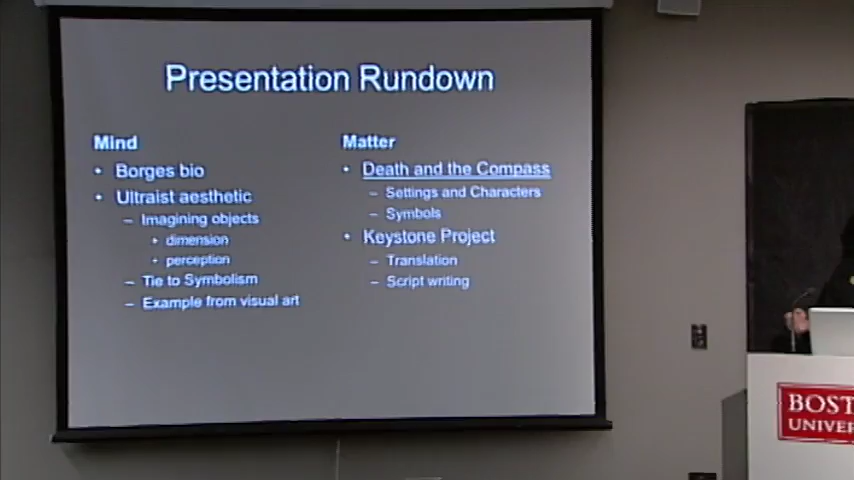 Presentation Rundown
Mind
• Borges bio
• Ultraist aesthetic
– Imagining objects
• dimension
• perception
– Tie to Symbolism
– Example from visual art
Matter
• Death and the Compass
– Settings and Characters
– Symbols
• Keystone Project
– Translation
– Script writing
BOST
UNIVER